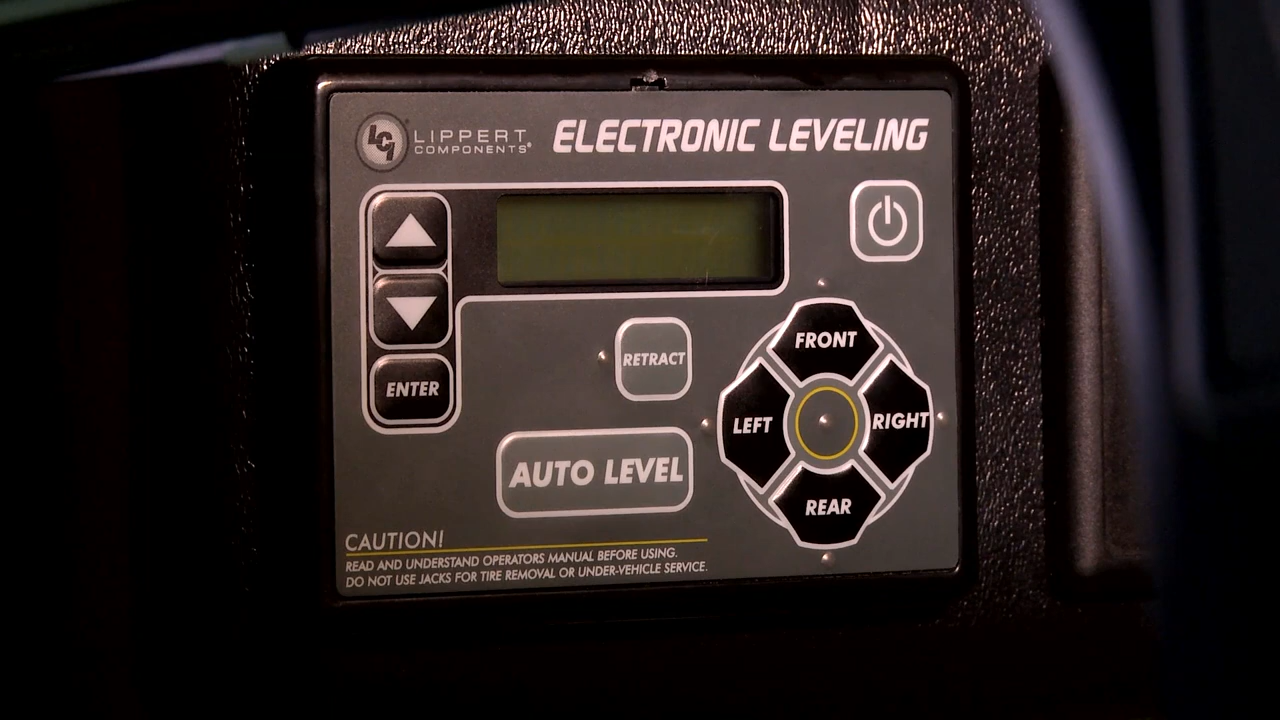 LCI LIPPERT COMPONENTS®
ELECTRONIC LEVELING
ENTER
RETRACT
AUTO LEVEL
FRONT
LEFT
RIGHT
REAR
CAUTION!
READ AND UNDERSTAND OPERATORS MANUAL BEFORE USING.
DO NOT USE JACKS FOR TIRE REMOVAL OR UNDER-VEHICLE SERVICE.